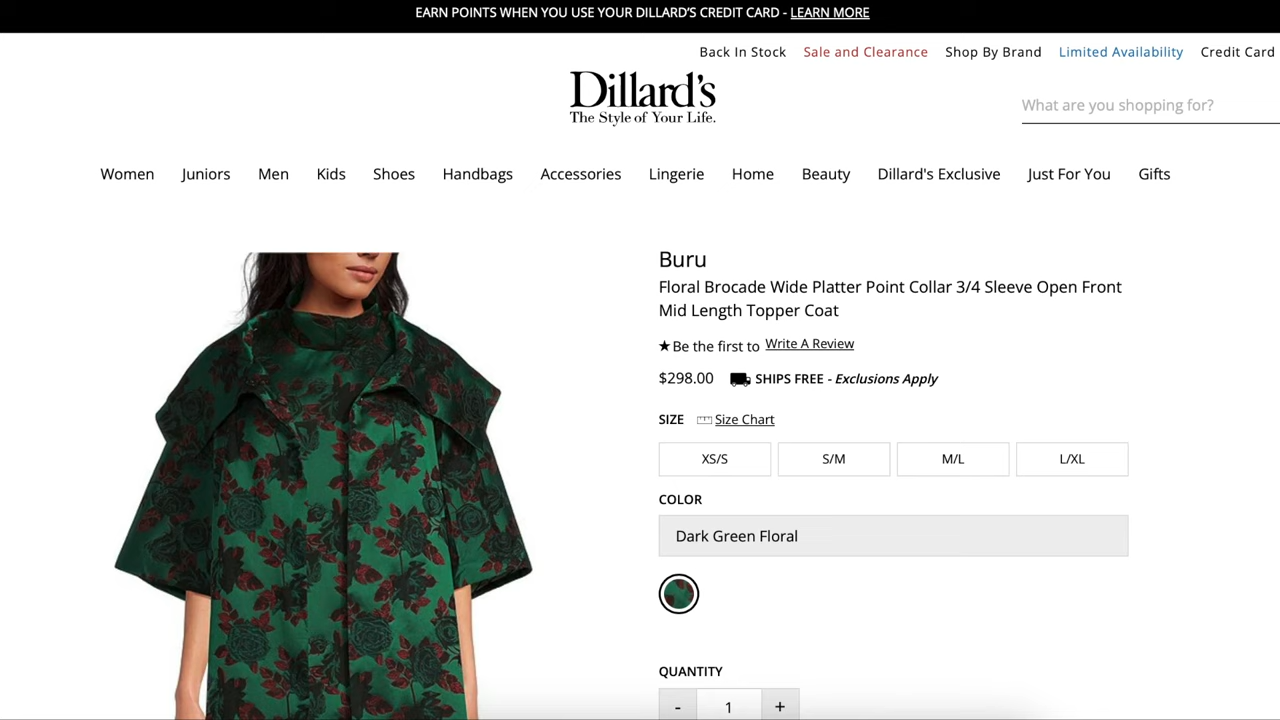 EARN POINTS WHEN YOU USE YOUR DILLARD’S CREDIT CARD - LEARN MORE
Back In Stock Sale and Clearance Shop By Brand Limited Availability Credit Card
Dillard's
The Style of Your Life.
What are you shopping for?
Women Juniors Men Kids Shoes Handbags Accessories Lingerie Home Beauty Dillard's Exclusive Just For You Gifts
Buru
Floral Brocade Wide Platter Point Collar 3/4 Sleeve Open Front
Mid Length Topper Coat
★Be the first to Write A Review
$298.00 SHIPS FREE - Exclusions Apply
SIZE Size Chart
XS/S S/M M/L L/XL
COLOR
Dark Green Floral
QUANTITY
- 1 +